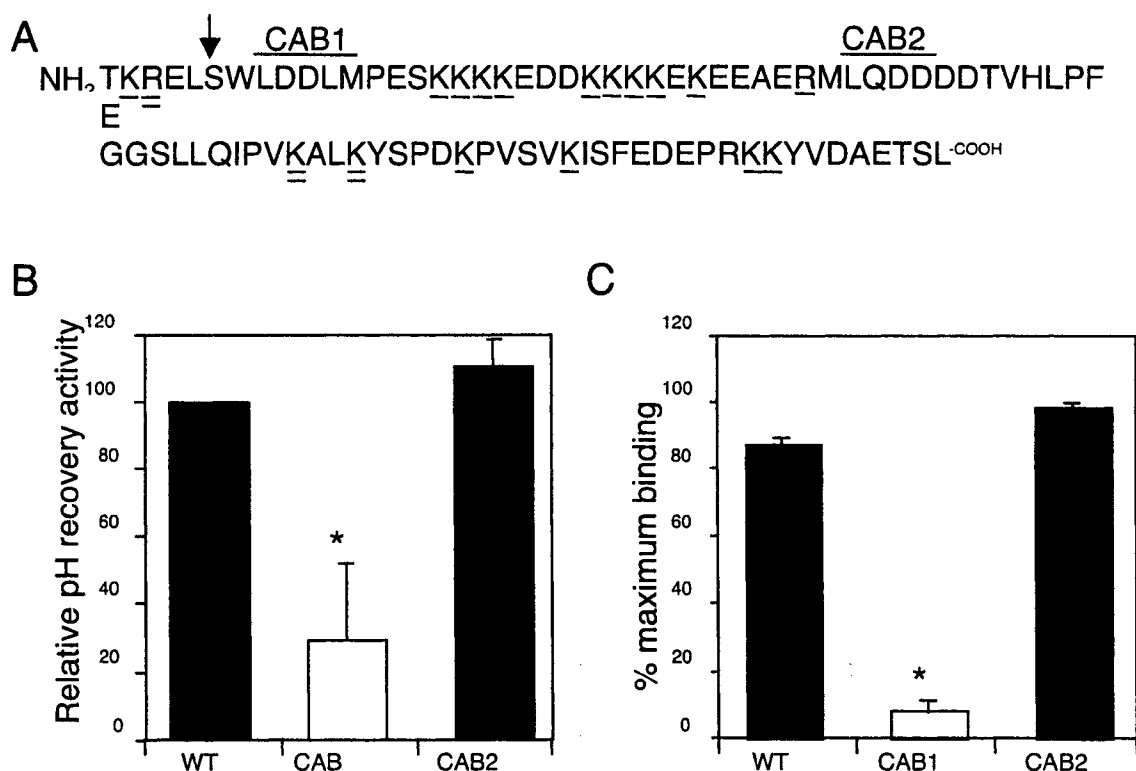 A
CAB1 CAB2
NH2 TKRELSWLDDLMPESKKKKEDDKKKKEKEEAERMLQDDDDTVHLPF
E
GGSLLQIPVKALKYSPDKPVSVKISFEDEPRKKYVDAETSL-COOH
B
Relative pH recovery activity
120
100
80
60
40
20
0
*
WT CAB CAB2
C
% maximum binding
120
100
80
60
40
20
0
*
WT CAB1 CAB2